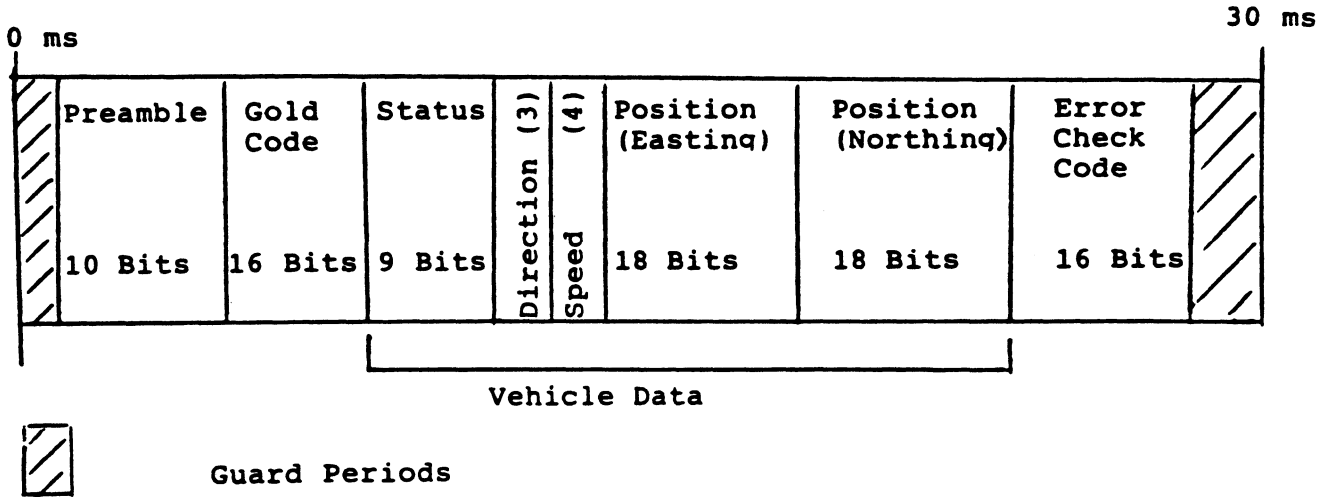 0 ms
30 ms
Preamble
10 Bits
Gold
Code
16 Bits
Status
9 Bits
Direction (3)
Speed (4)
Position
(Easting)
18 Bits
Position
(Northing)
18 Bits
Error
Check
Code
16 Bits
Vehicle Data
Guard Periods